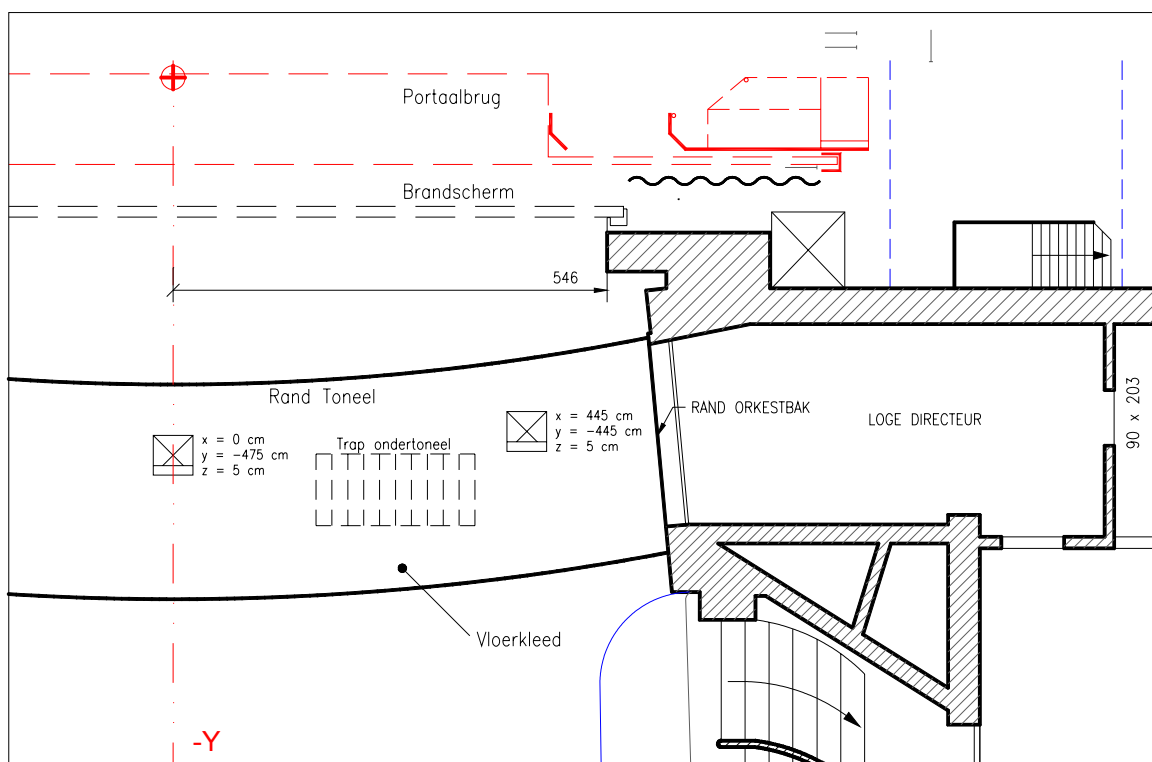 Portaalbrug
Brandscherm
546
Rand Toneel
x = 0 cm
y = -475 cm
z = 5 cm
Trap ondertoneel
x = 445 cm
y = -445 cm
z = 5 cm
RAND ORKESTBAK
LOGE DIRECTEUR
90 x 203
Vloerkleed
-Y